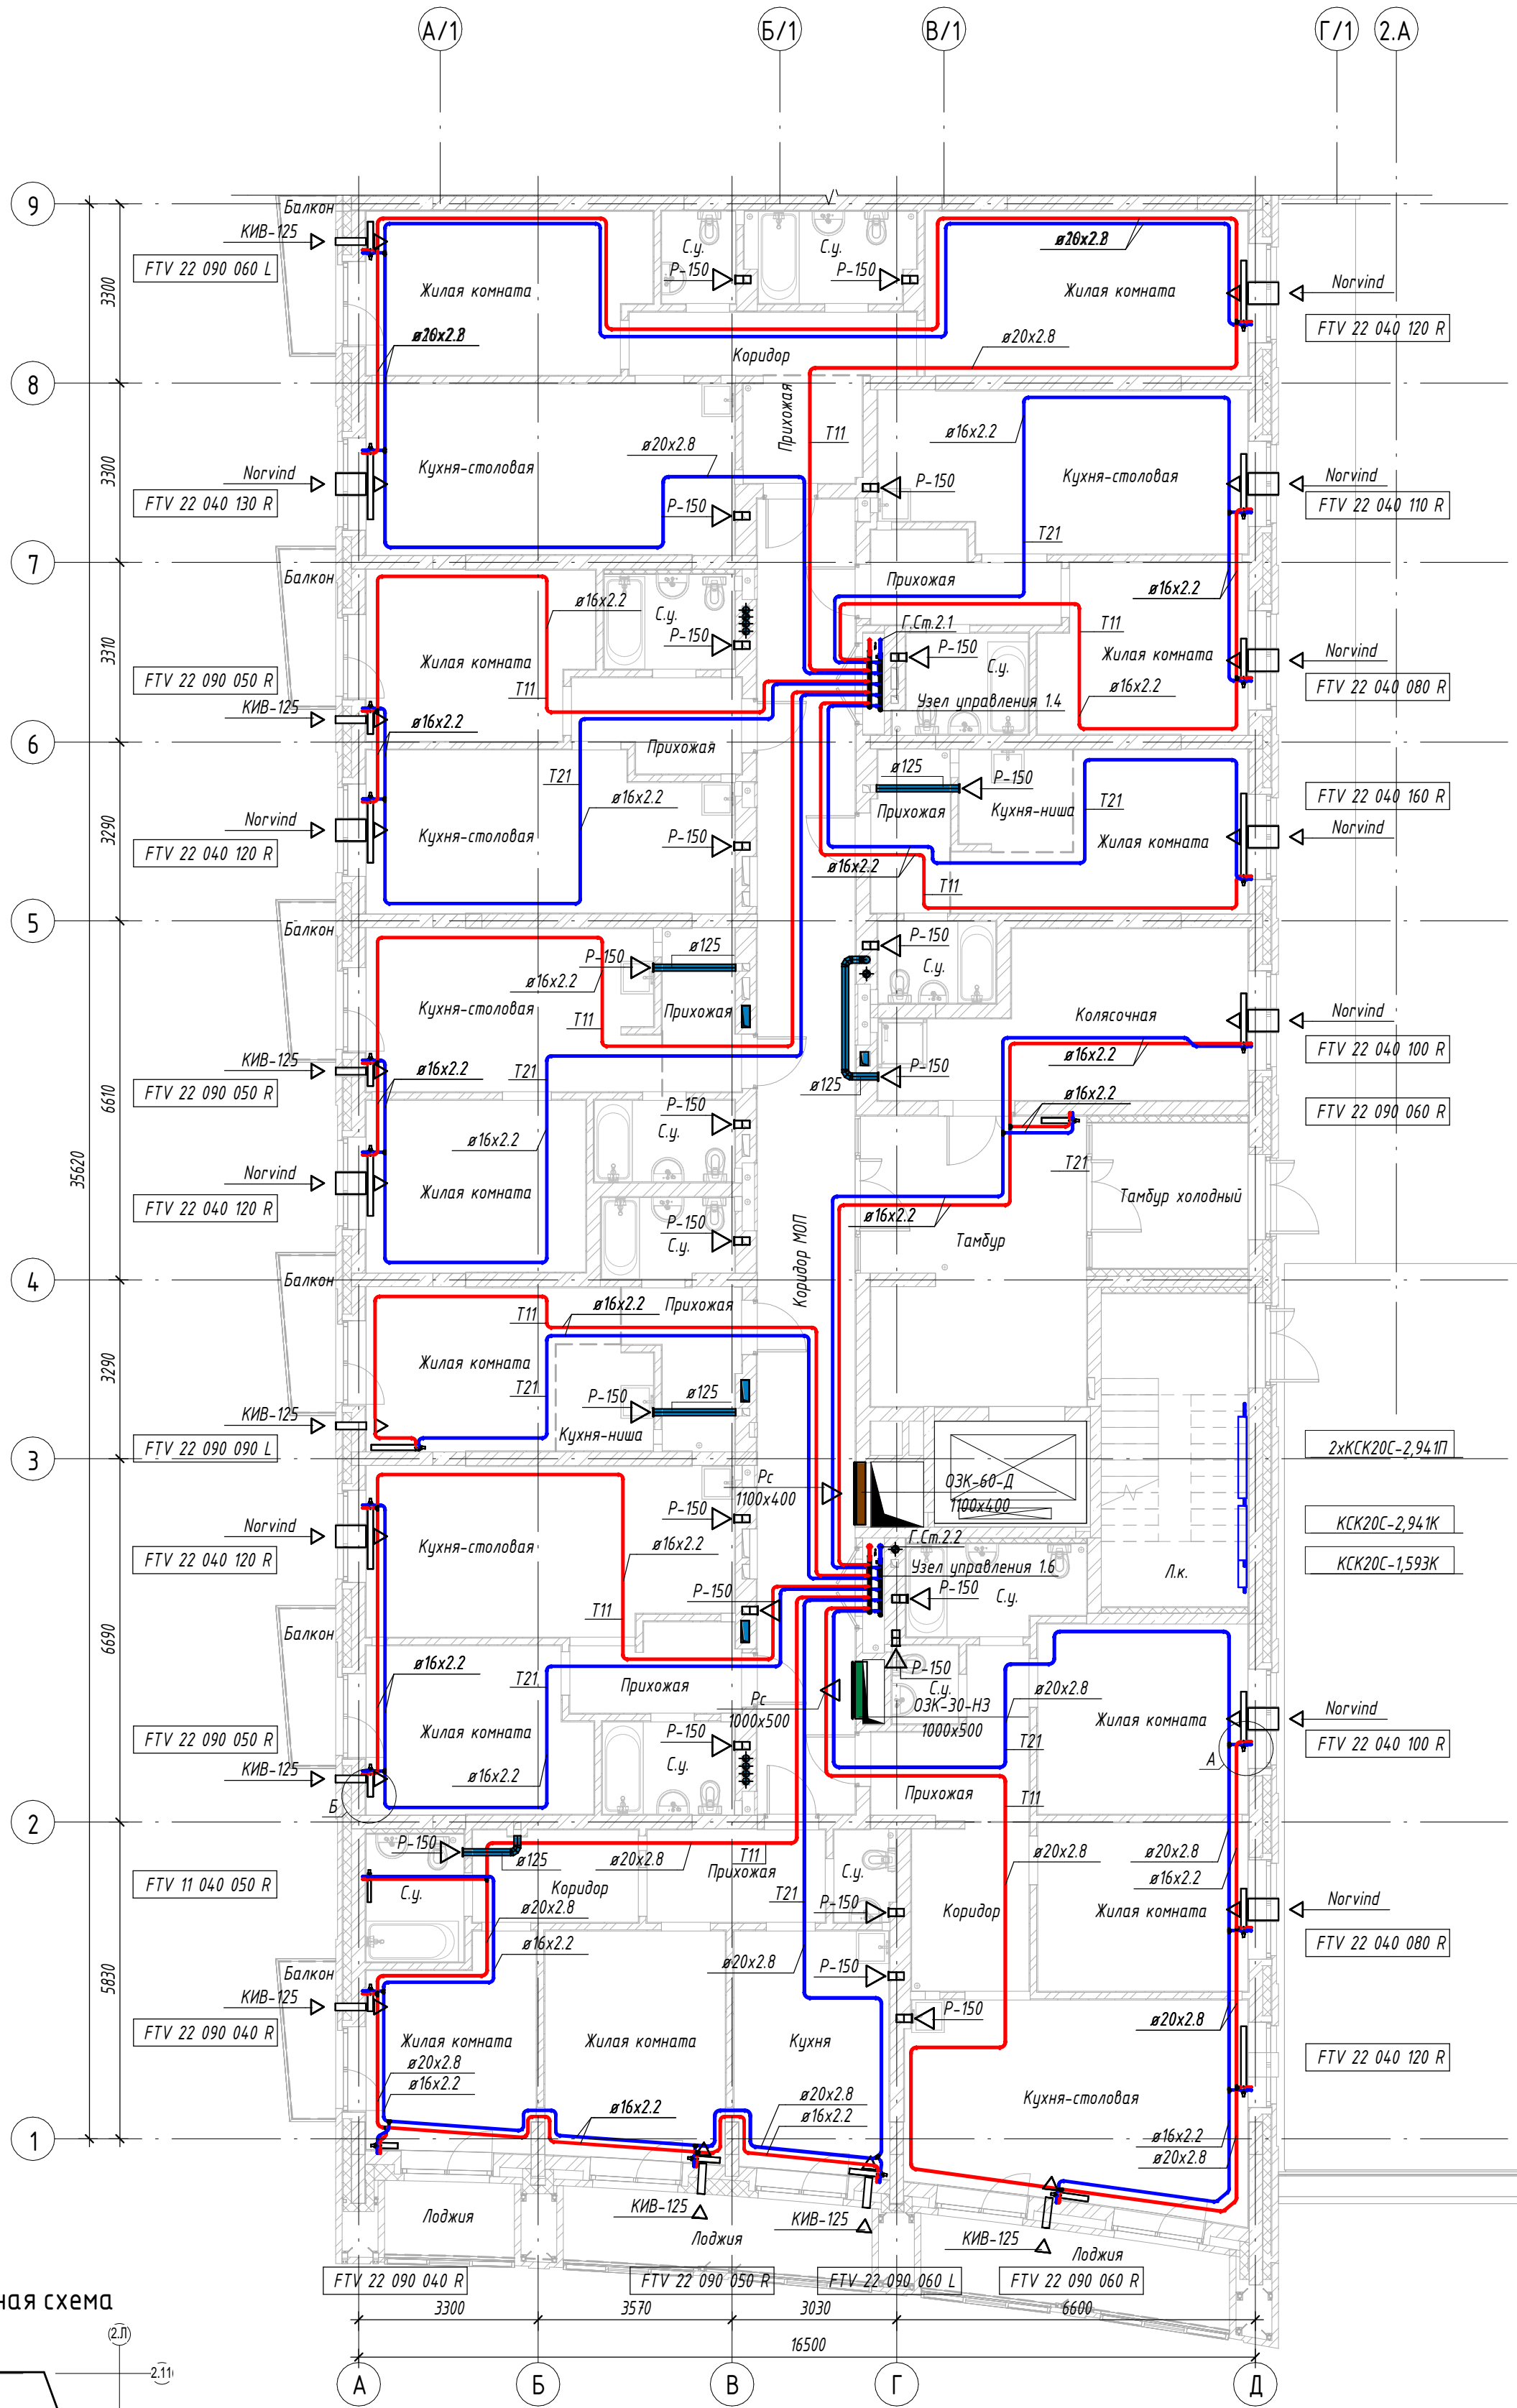 А/1
Б/1
В/1
Г/1
2.А
9
Балкон
КИВ-125
FTV 22 090 060 L
С.у.
С.у.
Р-150
Р-150
ø20х2.8
Norvind
FTV 22 040 120 R
3300
Жилая комната
Жилая комната
ø20х2.8
Коридор
8
Прихожая
Т11
ø16х2.2
ø20х2.8
3300
Кухня-столовая
Кухня-столовая
Norvind
FTV 22 040 130 R
Р-150
Р-150
Norvind
FTV 22 040 110 R
Т21
7
Балкон
ø16х2.2
С.у.
Прихожая
ø16х2.2
3310
Р-150
Г.Ст.2.1
Т11
Жилая комната
Р-150
С.у.
Жилая комната
Norvind
FTV 22 040 080 R
FTV 22 090 050 R
КИВ-125
Т11
ø16х2.2
Узел управления 1.4
ø16х2.2
6
Прихожая
Т21
ø16х2.2
ø125
Р-150
Прихожая
Кухня-ниша
Т21
FTV 22 040 160 R
Norvind
3290
Norvind
FTV 22 040 120 R
Кухня-столовая
Р-150
Жилая комната
ø16х2.2
Т11
5
Балкон
Р-150
ø125
ø16х2.2
Р-150
С.у.
Кухня-столовая
Т11
Прихожая
Колясочная
Norvind
FTV 22 040 100 R
КИВ-125
FTV 22 090 050 R
ø16х2.2
Т21
ø125
Р-150
ø16х2.2
ø16х2.2
FTV 22 090 060 R
6610
35620
ø16х2.2
Р-150
С.у.
Т21
Norvind
FTV 22 040 120 R
Жилая комната
Р-150
С.у.
ø16х2.2
Тамбур холодный
Тамбур
Коридор МОП
4
Балкон
Т11
ø16х2.2
Прихожая
3290
Жилая комната
Т21
Р-150
ø125
КИВ-125
FTV 22 090 090 L
Кухня-ниша
2хКСК20С-2,941П
3
Рс
1100х400
ОЗК-60-Д
1100х400
КСК20С-2,941К
КСК20С-1,593К
Norvind
FTV 22 040 120 R
Кухня-столовая
Р-150
ø16х2.2
Г.Ст.2.2
Узел управления 1.6
Л.к.
Р-150
Т11
Р-150
С.у.
6690
Балкон
ø16х2.2
Т21
Прихожая
Рс
1000х500
Р-150
С.у.
ОЗК-30-НЗ
1000х500
ø20х2.8
Т21
Жилая комната
Norvind
FTV 22 040 100 R
А
FTV 22 090 050 R
КИВ-125
Жилая комната
ø16х2.2
Р-150
С.у.
Б
Прихожая
Т11
2
Р-150
ø125
ø20х2.8
Т11
Прихожая
С.у.
ø20х2.8
ø20х2.8
ø16х2.2
FTV 11 040 050 R
С.у.
Коридор
ø20х2.8
ø16х2.2
Т21
Р-150
Коридор
Жилая комната
Norvind
FTV 22 040 080 R
5830
Балкон
КИВ-125
FTV 22 090 040 R
ø20х2.8
Р-150
Р-150
ø20х2.8
Жилая комната
Жилая комната
Кухня
ø20х2.8
ø16х2.2
ø16х2.2
ø20х2.8
ø16х2.2
Кухня-столовая
FTV 22 040 120 R
ø16х2.2
ø20х2.8
1
Лоджия
КИВ-125
Лоджия
КИВ-125
КИВ-125
Лоджия
FTV 22 090 040 R
FTV 22 090 050 R
FTV 22 090 060 L
FTV 22 090 060 R
ная схема
3300
3570
3030
6600
16500
2.Л
2.11
А
Б
В
Г
Д